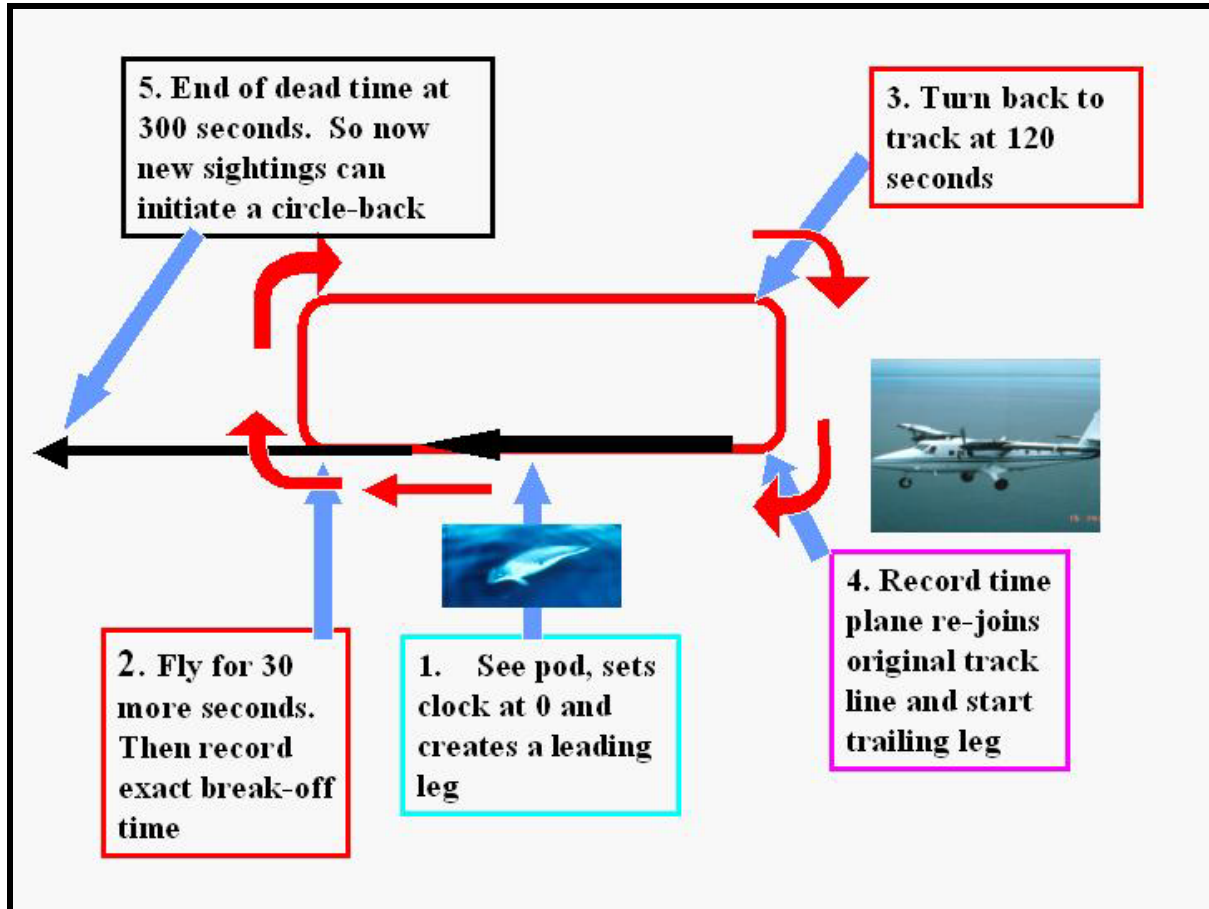 5. End of dead time at
300 seconds.  So now
new sightings can
initiate a circle-back
3. Turn back to
track at 120
seconds
2. Fly for 30
more seconds.
Then record
exact break-off
time
1.    See pod, sets
clock at 0 and
creates a leading
leg
4. Record time
plane re-joins
original track
line and start
trailing leg